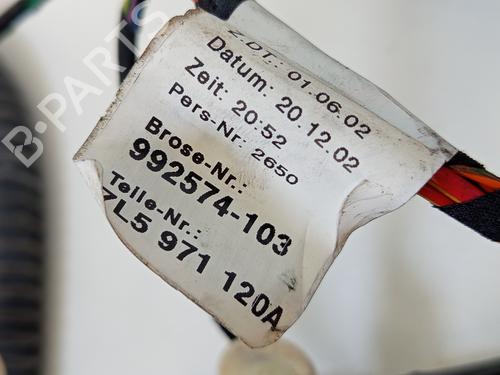 Z.DT.: 01.06.02
Datum: 20.12.02
Zeit: 20:52
Pers-Nr.: 2650
Brose-Nr.:
992574-103
Teile-Nr.:
7L5 971 120A
B-PARTS